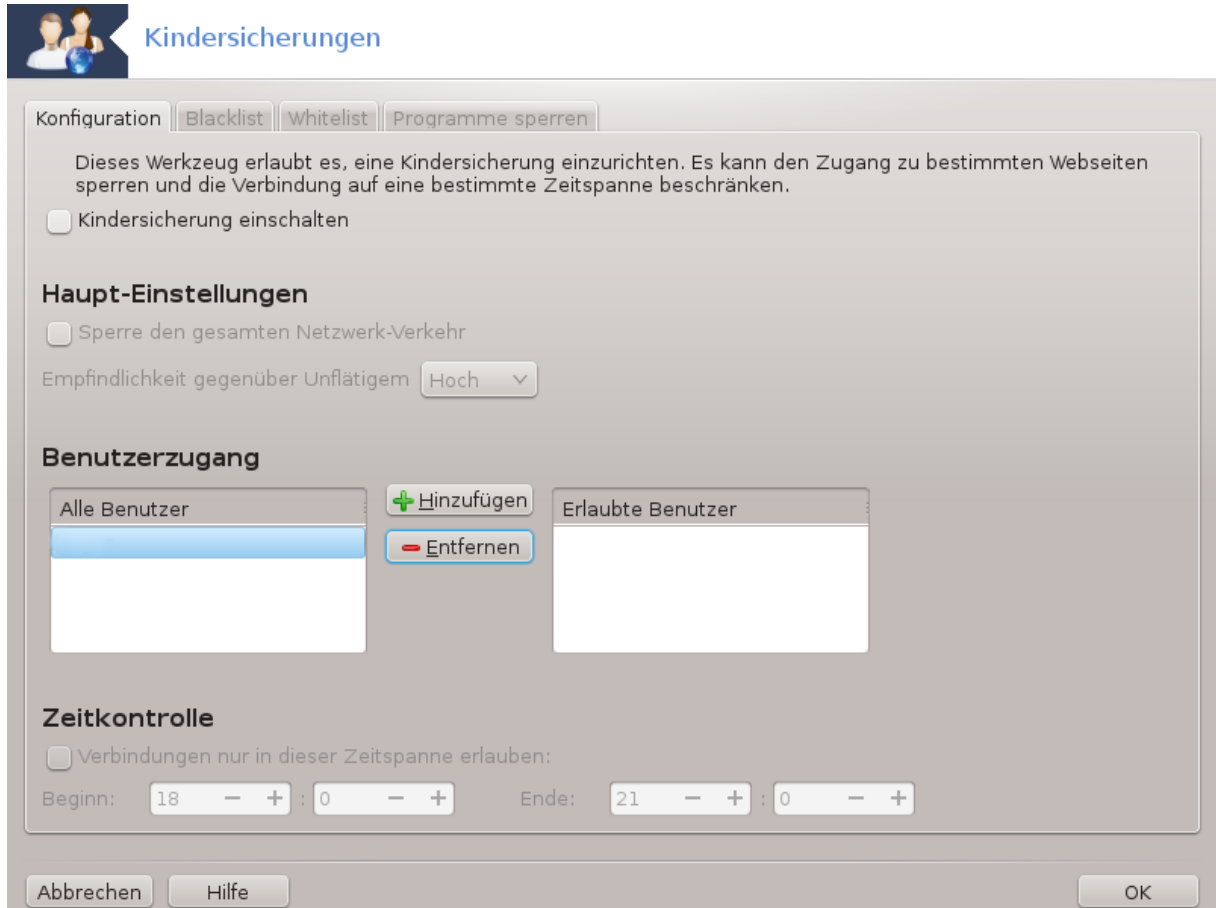 Kindersicherungen
Konfiguration Blacklist Whitelist Programme sperren
Dieses Werkzeug erlaubt es, eine Kindersicherung einzurichten. Es kann den Zugang zu bestimmten Webseiten
sperren und die Verbindung auf eine bestimmte Zeitspanne beschränken.
Kindersicherung einschalten
Haupt-Einstellungen
Sperre den gesamten Netzwerk-Verkehr
Empfindlichkeit gegenüber Unflätigem Hoch
Benutzerzugang
Alle Benutzer
Hinzufügen
Entfernen
Erlaubte Benutzer
Zeitkontrolle
Verbindungen nur in dieser Zeitspanne erlauben:
Beginn: 18 − + : 0 − + Ende: 21 − + : 0 − +
Abbrechen Hilfe OK